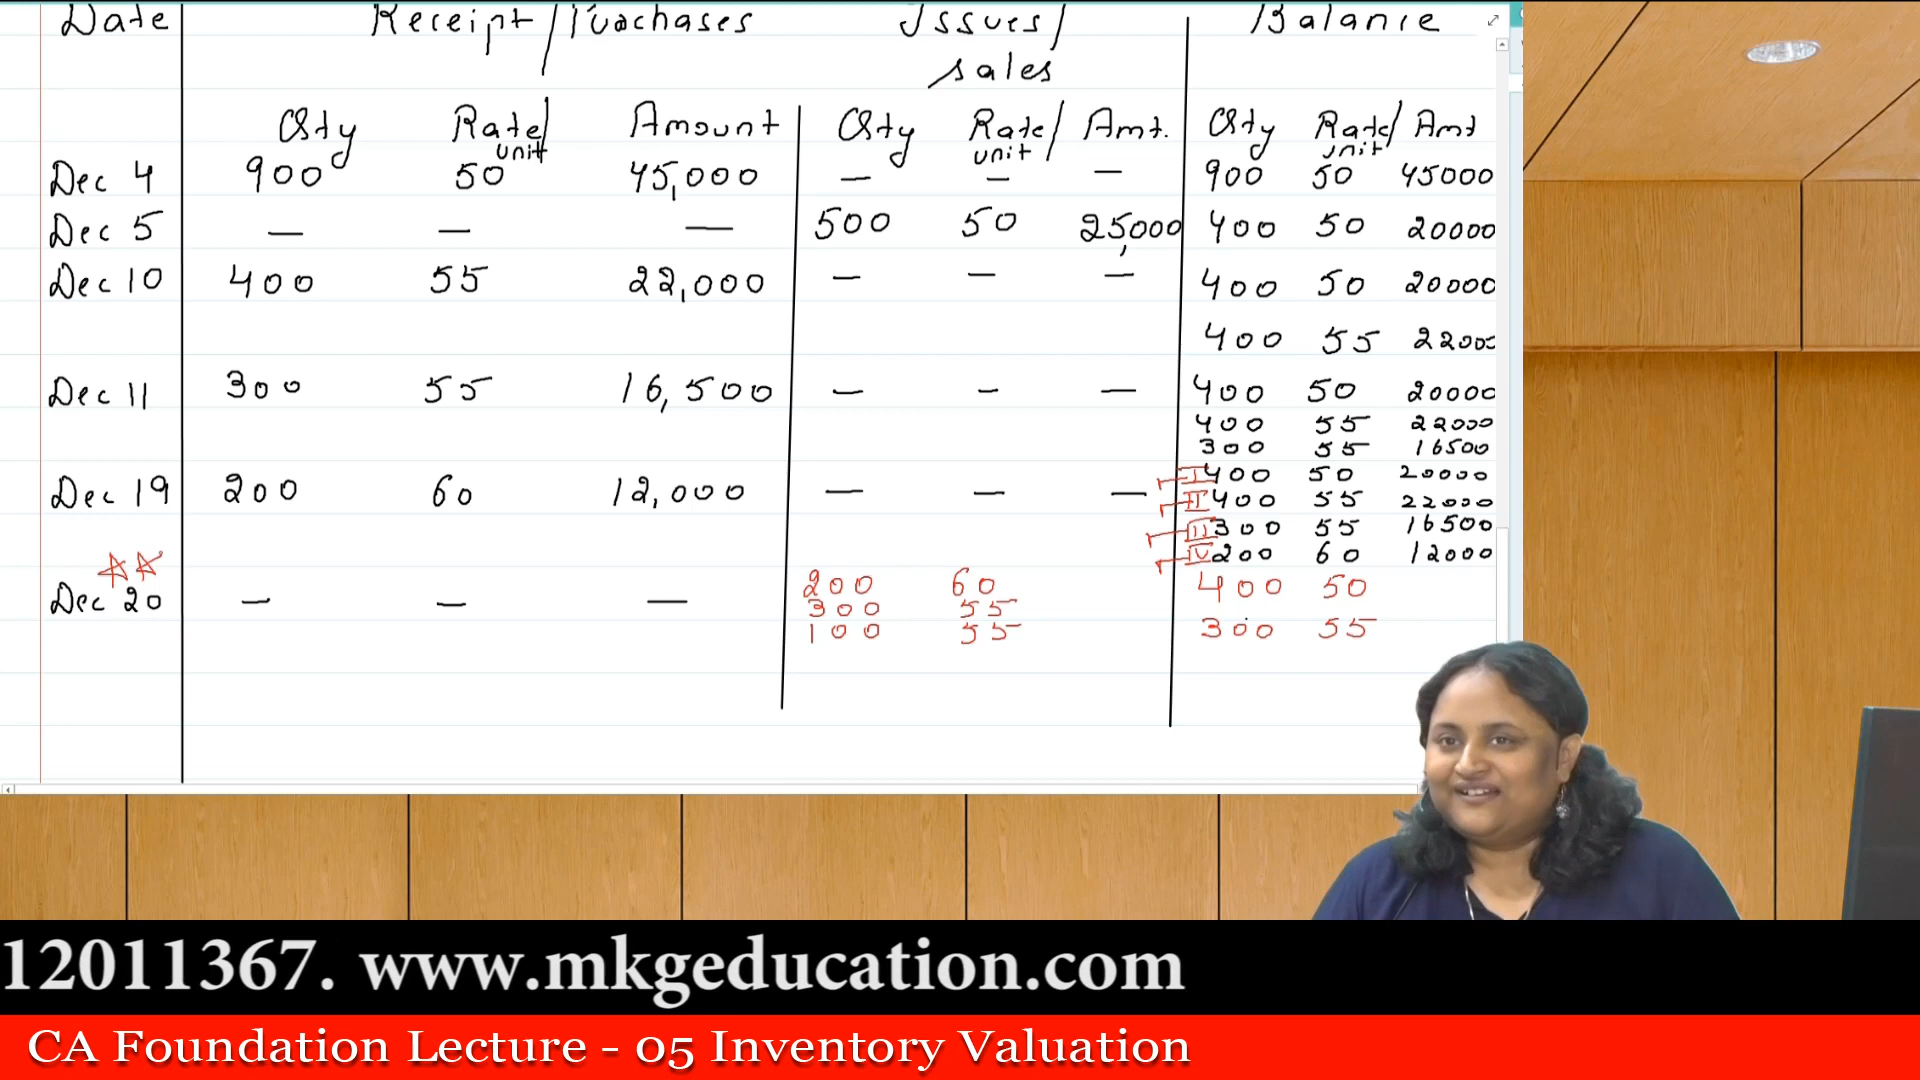 Date Receipt/Purchases Issues/ Balance
sales
Qty Rate/ Amount Qty Rate/ Amt. Qty Rate/ Amt
unit unit unit
Dec 4 900 50 45,000 — — — 900 50 45000
Dec 5 — — — 500 50 25,000 400 50 20000
Dec 10 400 55 22,000 — — — 400 50 20000
400 55 22000
Dec 11 300 55 16,500 — — — 400 50 20000
400 55 22000
300 55 16500
I 400 50 20000
Dec 19 200 60 12,000 — — — II 400 55 22000
III 300 55 16500
IV 200 60 12000
200 60 400 50
Dec 20 — — — 300 55
100 55 300 55
12011367. www.mkgeducation.com
CA Foundation Lecture - 05 Inventory Valuation